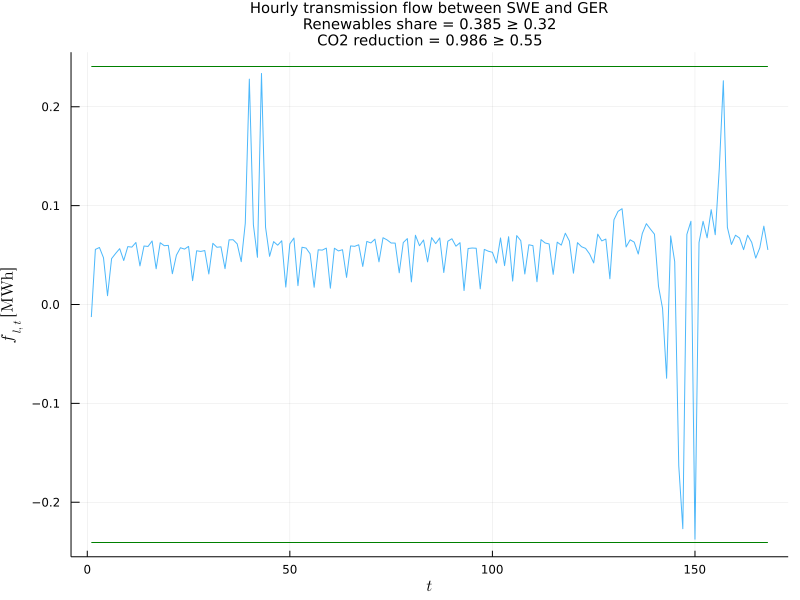 Hourly transmission flow between SWE and GER
Renewables share = 0.385 ≥ 0.32
CO2 reduction = 0.986 ≥ 0.55
0.2
0.1
0.0
−0.1
−0.2
f l,t [MWh]
0 50 100 150
t